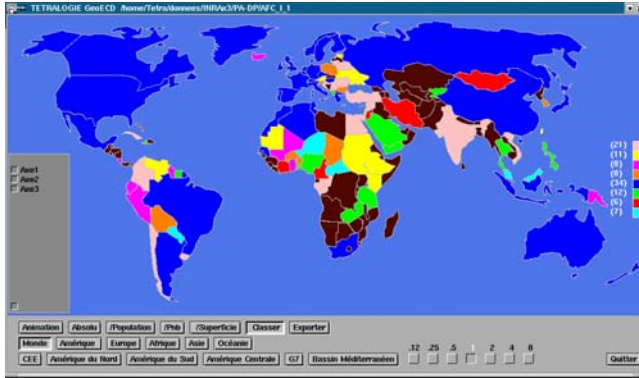 TETRALOGIE GeoECD /home/Tetra/donnees/INRAx3/PA-DP/AFC_I_1
(21)
(11)
(8)
(8)
(34)
(12)
(6)
(7)
Axe1
Axe2
Axe3
Animation Absolu /Population /Pnb /Superficie Classer Exporter
Monde Amérique Europe Afrique Asie Océanie
.12 .25 .5 1 2 4 8
CEE Amérique du Nord Amérique du Sud Amérique Centrale G7 Bassin Méditerranéen Quitter